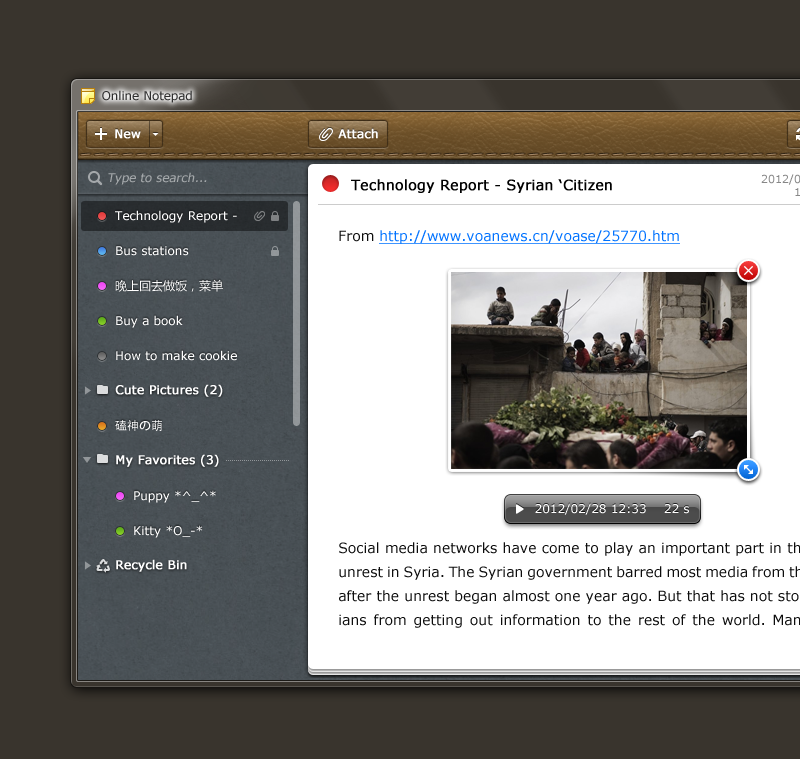 Online Notepad
New
Attach
Type to search...
Technology Report -
Bus stations
晚上回去做饭，菜单
Buy a book
How to make cookie
Cute Pictures (2)
磕神の萌
My Favorites (3)
Puppy *^_^*
Kitty *O_-*
Recycle Bin
Technology Report - Syrian ‘Citizen
2012/0
1
From http://www.voanews.cn/voase/25770.htm
2012/02/28 12:33 22 s
Social media networks have come to play an important part in th
unrest in Syria. The Syrian government barred most media from th
after the unrest began almost one year ago. But that has not sto
ians from getting out information to the rest of the world. Man